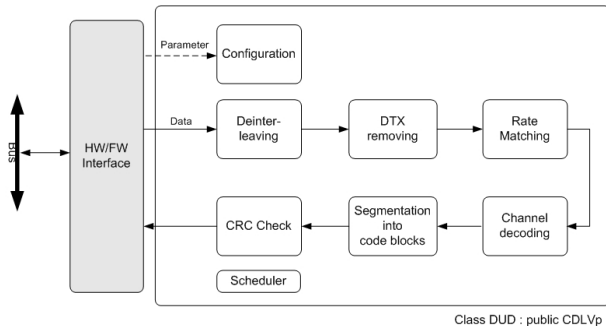 Parameter
Configuration
Data
Deinter-
leaving
DTX
removing
Rate
Matching
Bus
HW/FW
Interface
CRC Check
Segmentation
into
code blocks
Channel
decoding
Scheduler
Class DUD : public CDLVp